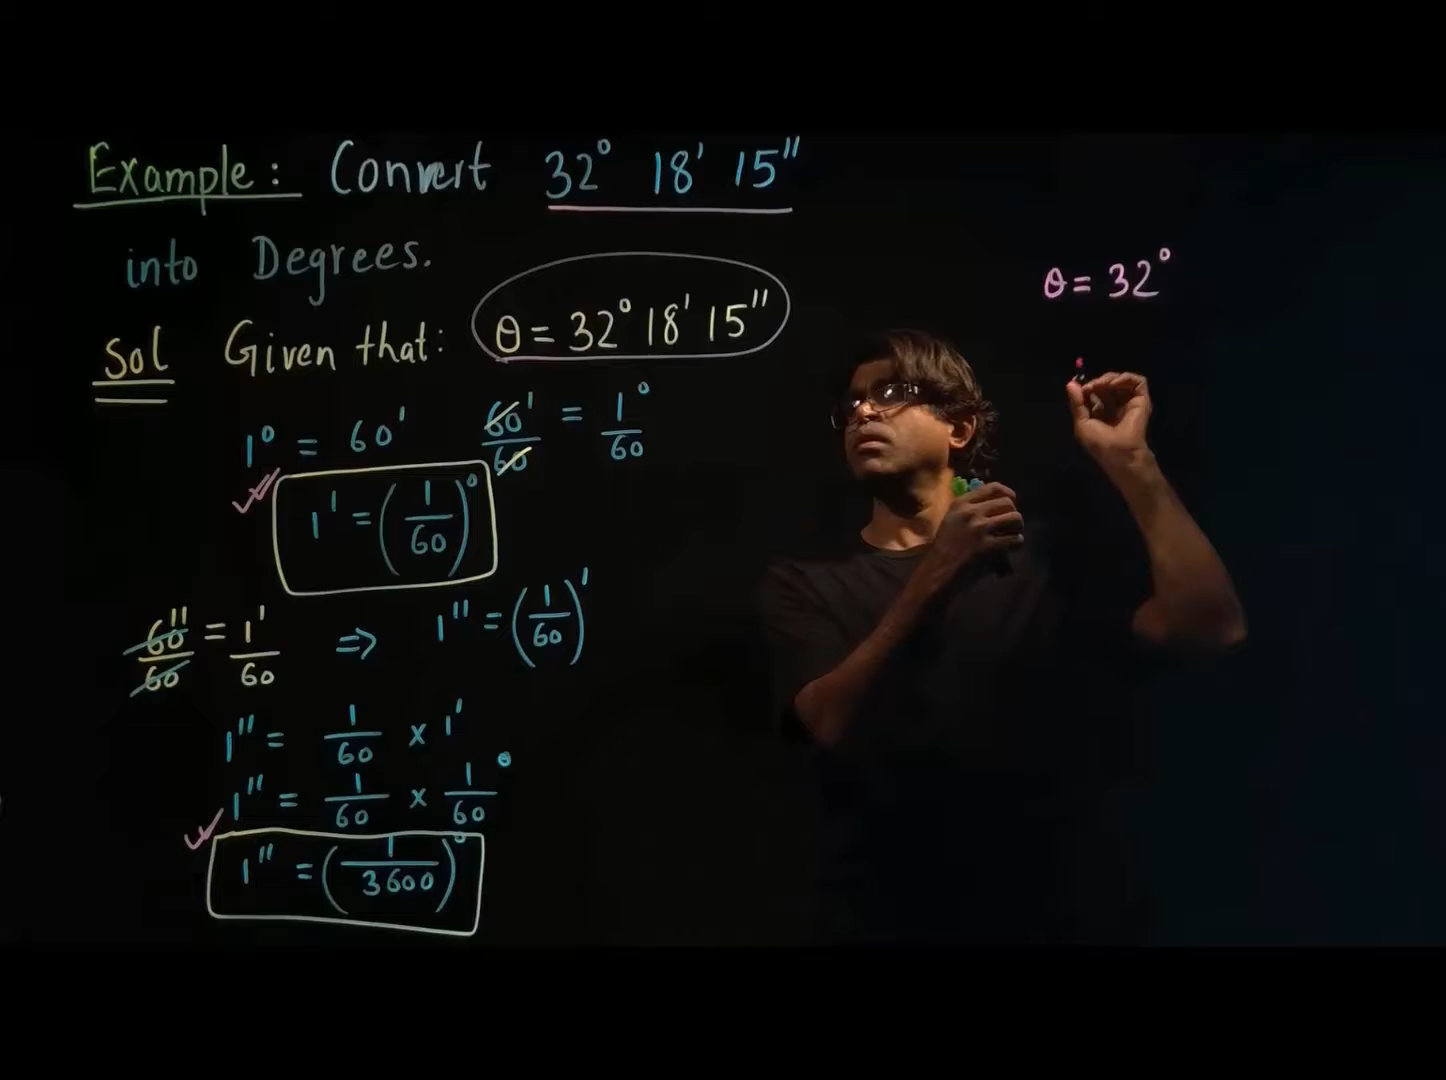 Example: Convert 32° 18' 15"
into Degrees.
Sol Given that: θ = 32° 18' 15"
1° = 60' 60'/60 = 1°/60
1' = (1/60)°
60"/60 = 1'/60 ⇒ 1" = (1/60)'
1" = 1/60 × 1'
1" = 1/60 × 1/60°
1" = (1/3600)°
θ = 32°